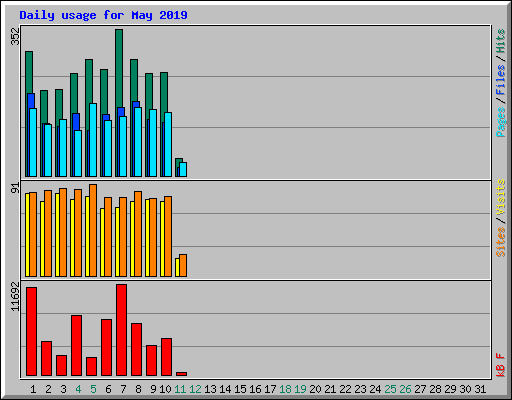 Daily usage for May 2019
352
Pages/Files/Hits
91
Sites/Visits
11692
kB F
1 2 3 4 5 6 7 8 9 10 11 12 13 14 15 16 17 18 19 20 21 22 23 24 25 26 27 28 29 30 31